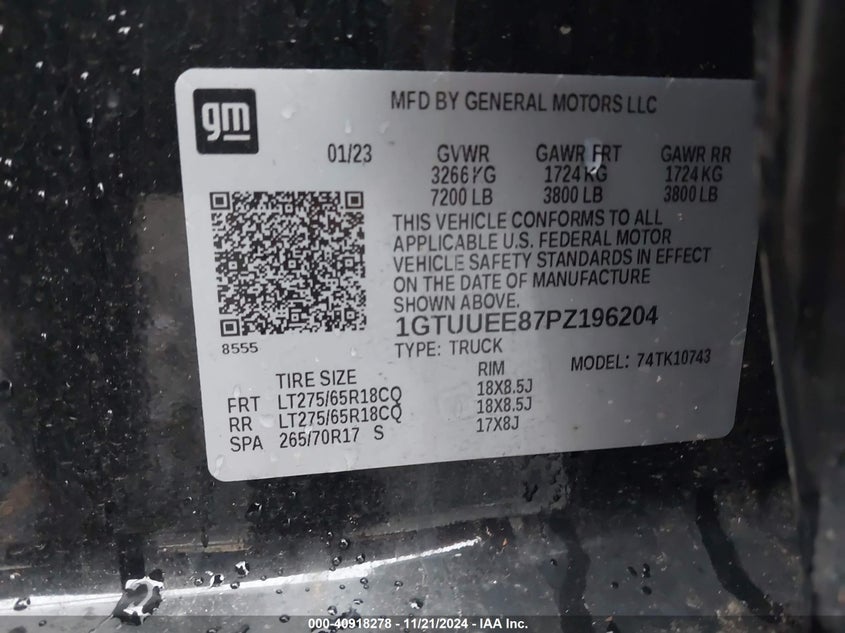 gm
MFD BY GENERAL MOTORS LLC
01/23 GVWR GAWR FRT GAWR RR
3266 KG 1724 KG 1724 KG
7200 LB 3800 LB 3800 LB
THIS VEHICLE CONFORMS TO ALL
APPLICABLE U.S. FEDERAL MOTOR
VEHICLE SAFETY STANDARDS IN EFFECT
ON THE DATE OF MANUFACTURE
SHOWN ABOVE.
1GTUUEE87PZ196204
8555
TYPE: TRUCK MODEL: 74TK10743
TIRE SIZE RIM
FRT LT275/65R18CQ 18X8.5J
RR LT275/65R18CQ 18X8.5J
SPA 265/70R17 S 17X8J
000-40918278 - 11/21/2024 - IAA Inc.